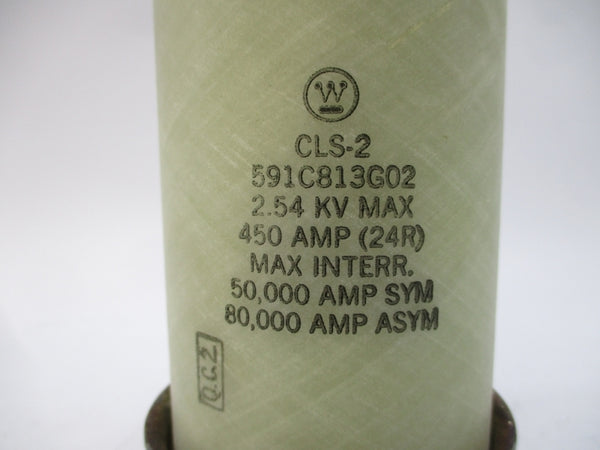 W
CLS-2
591C813G02
2.54 KV MAX
450 AMP (24R)
MAX INTERR.
50,000 AMP SYM
80,000 AMP ASYM
Q.C.2.